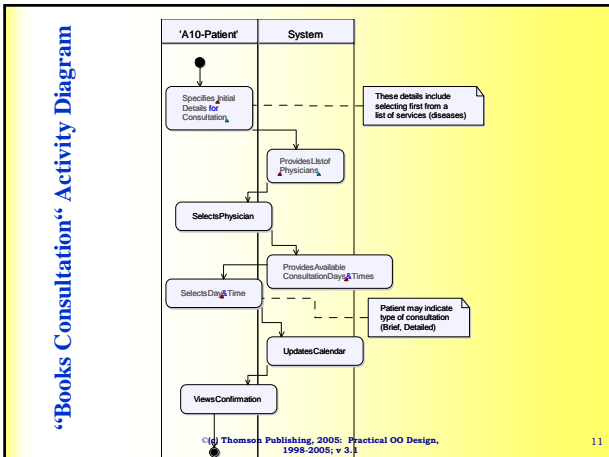 “Books Consultation“ Activity Diagram
'A10-Patient'
System
Specifies Initial
Details for
Consultation
These details include
selecting first from a
list of services (diseases)
ProvidesLIstof
Physicians
SelectsPhysician
ProvidesAvailable
ConsultationDays&Times
SelectsDay&Time
Patient may indicate
type of consultation
(Brief, Detailed)
UpdatesCalendar
ViewsConfirmation
©(c) Thomson Publishing, 2005: Practical OO Design,
1998-2005; v 3.1
11